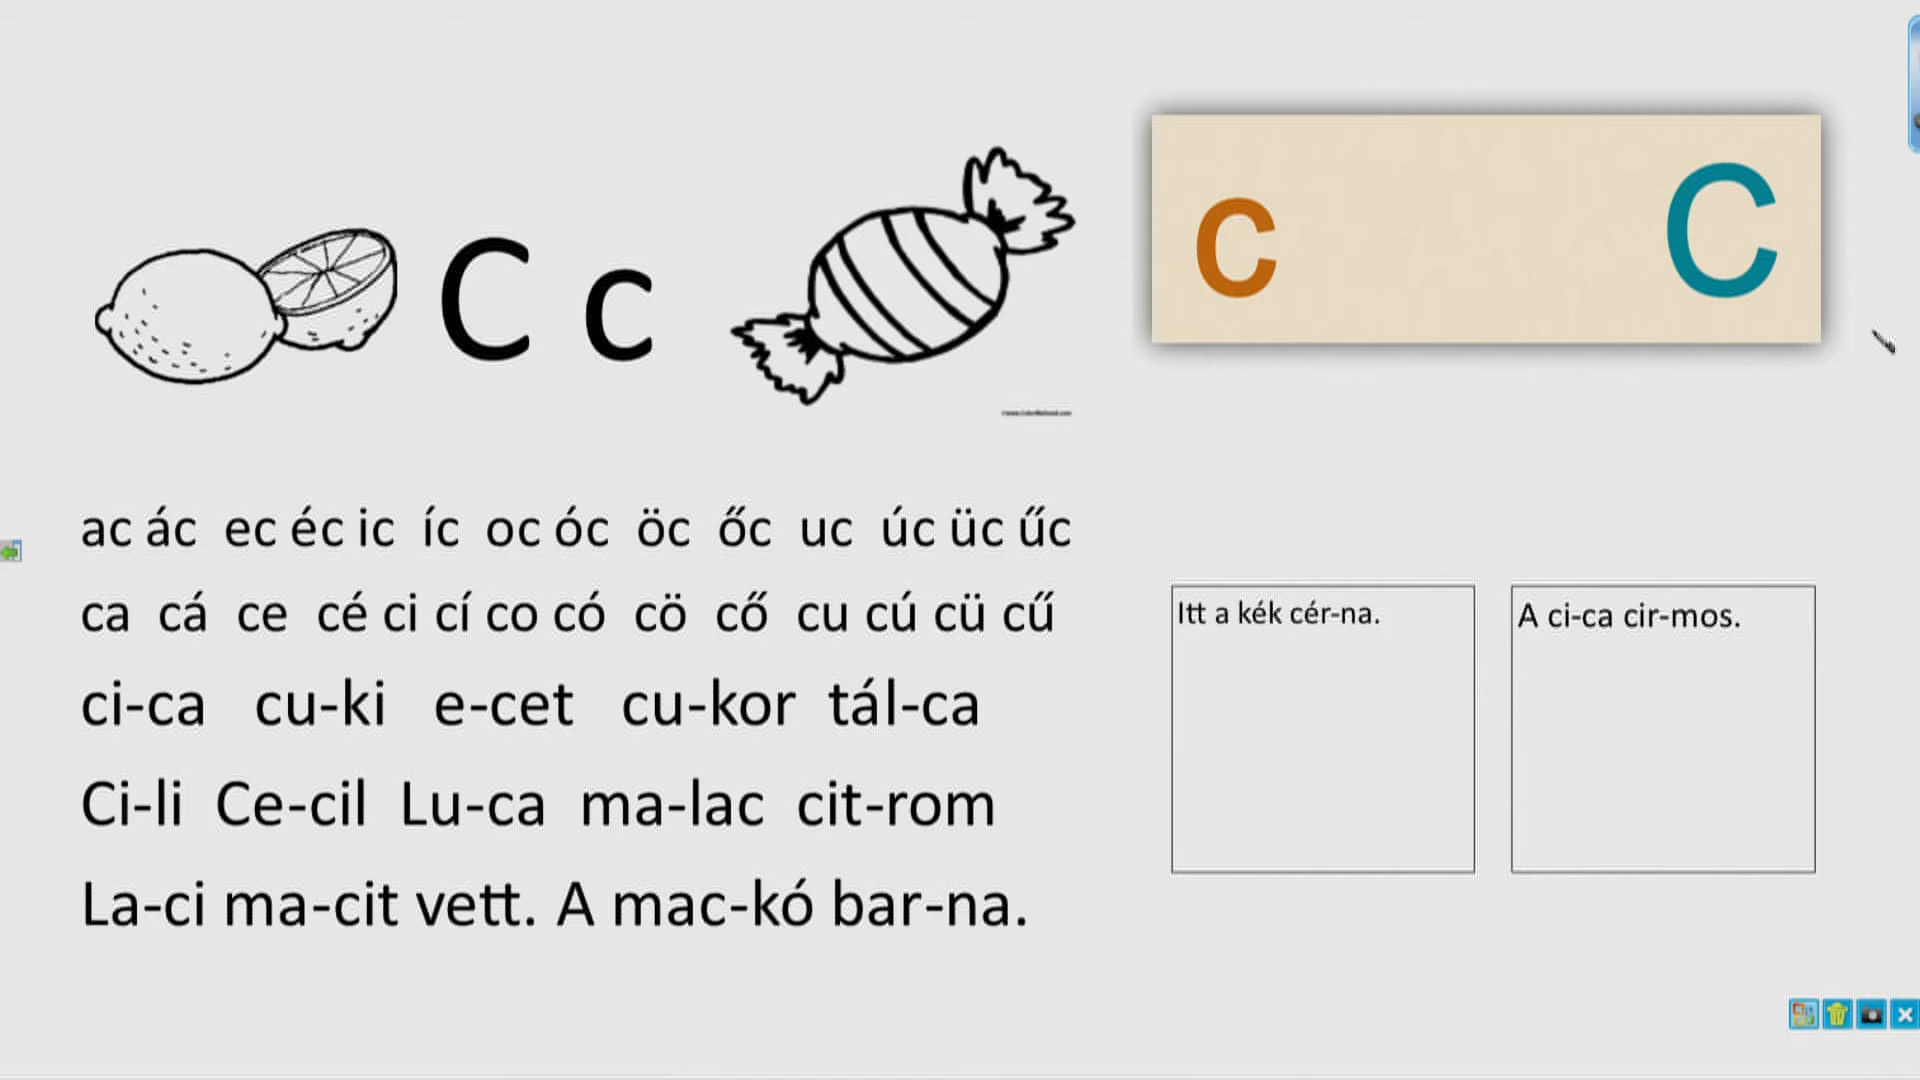 C c
c C
ac ác ec éc ic íc oc óc öc őc uc úc üc űc
ca cá ce cé ci cí co có cö cő cu cú cü cű
ci-ca cu-ki e-cet cu-kor tál-ca
Ci-li Ce-cil Lu-ca ma-lac cit-rom
La-ci ma-cit vett. A mac-kó bar-na.
Itt a kék cér-na.
A ci-ca cir-mos.